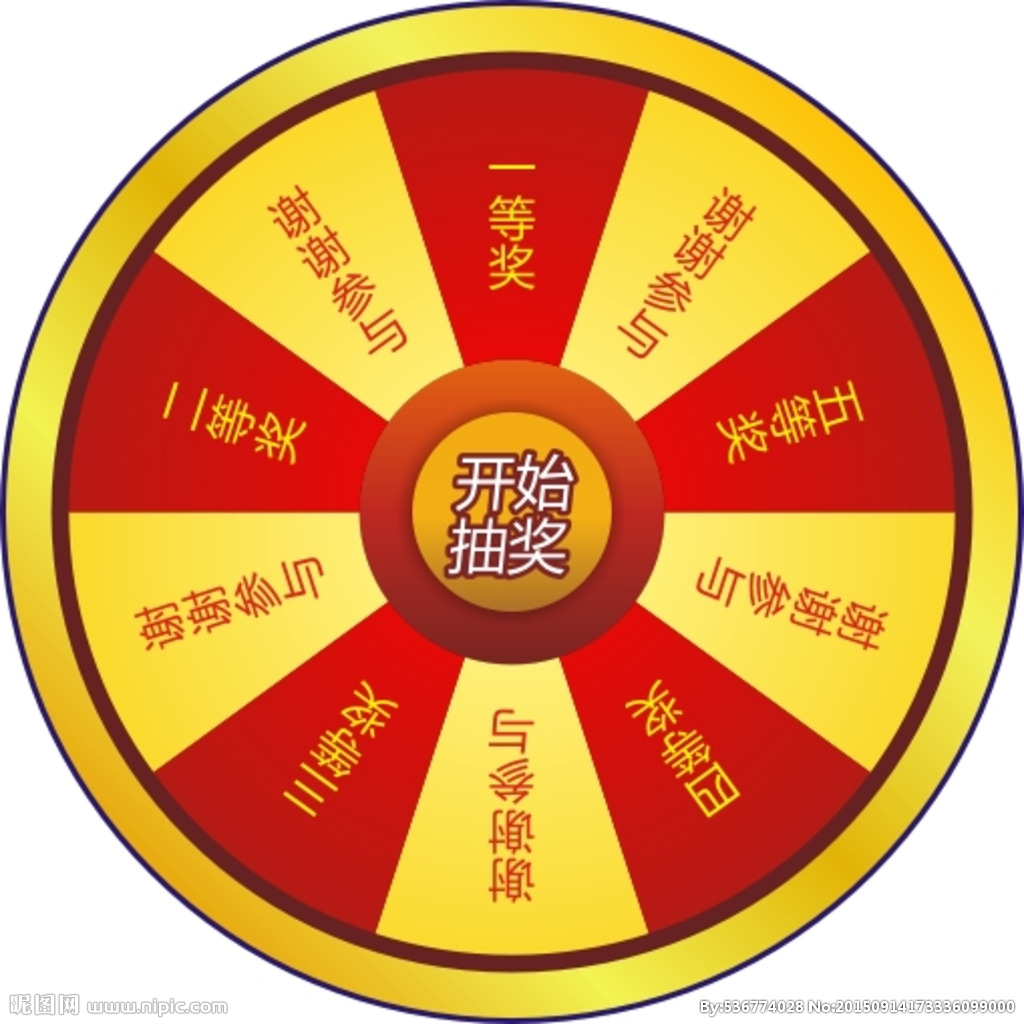 一等奖
谢谢参与
五等奖
谢谢参与
四等奖
谢谢参与
三等奖
谢谢参与
二等奖
谢谢参与
开始
抽奖
昵图网 www.nipic.com
By:536774028 No:20150914173336099000